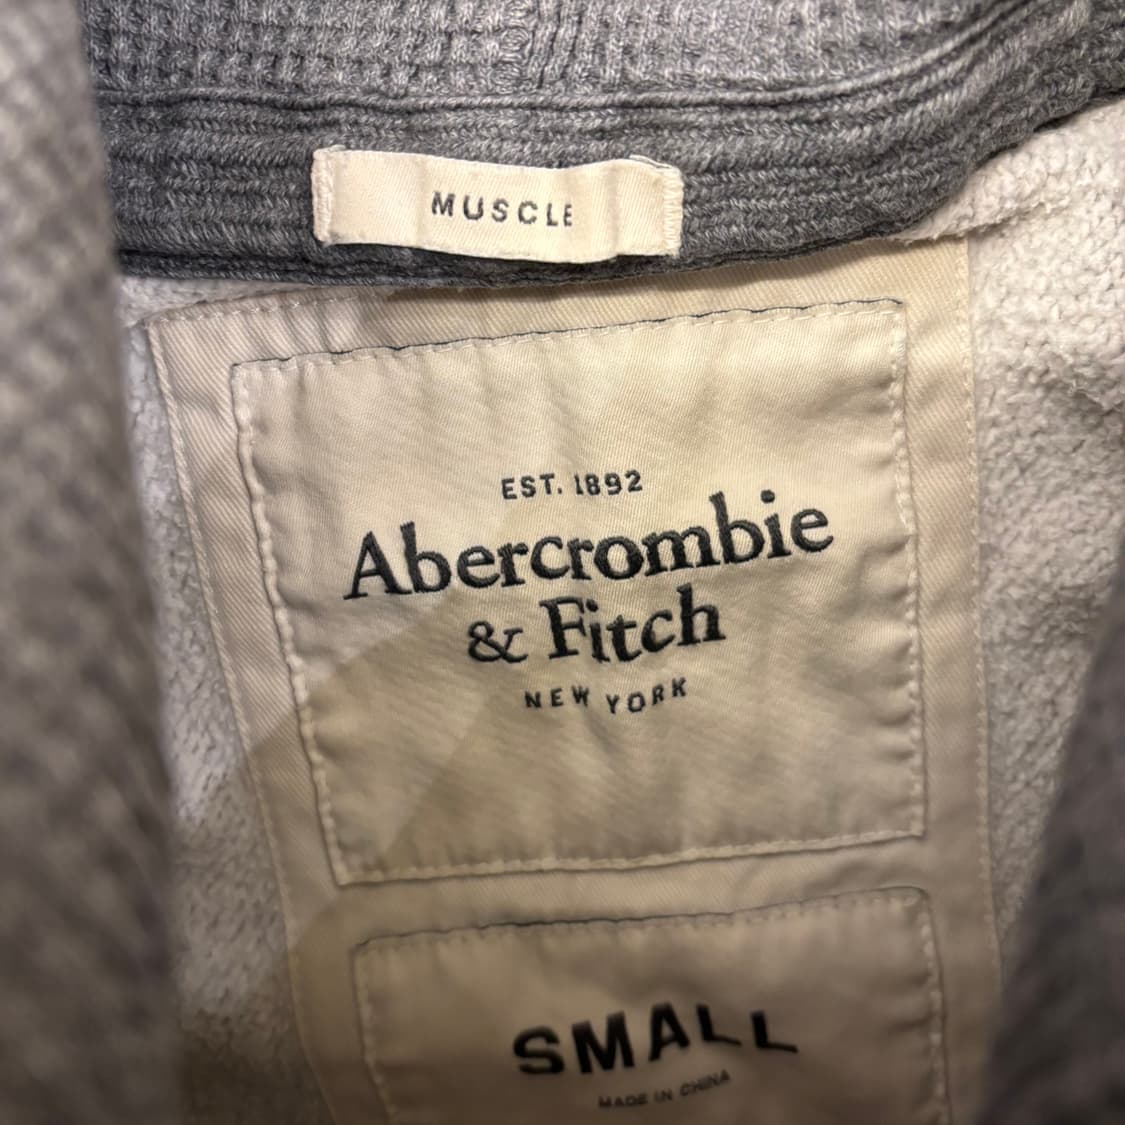 MUSCLE
EST. 1892
Abercrombie
& Fitch
NEW YORK
SMALL
MADE IN CHINA